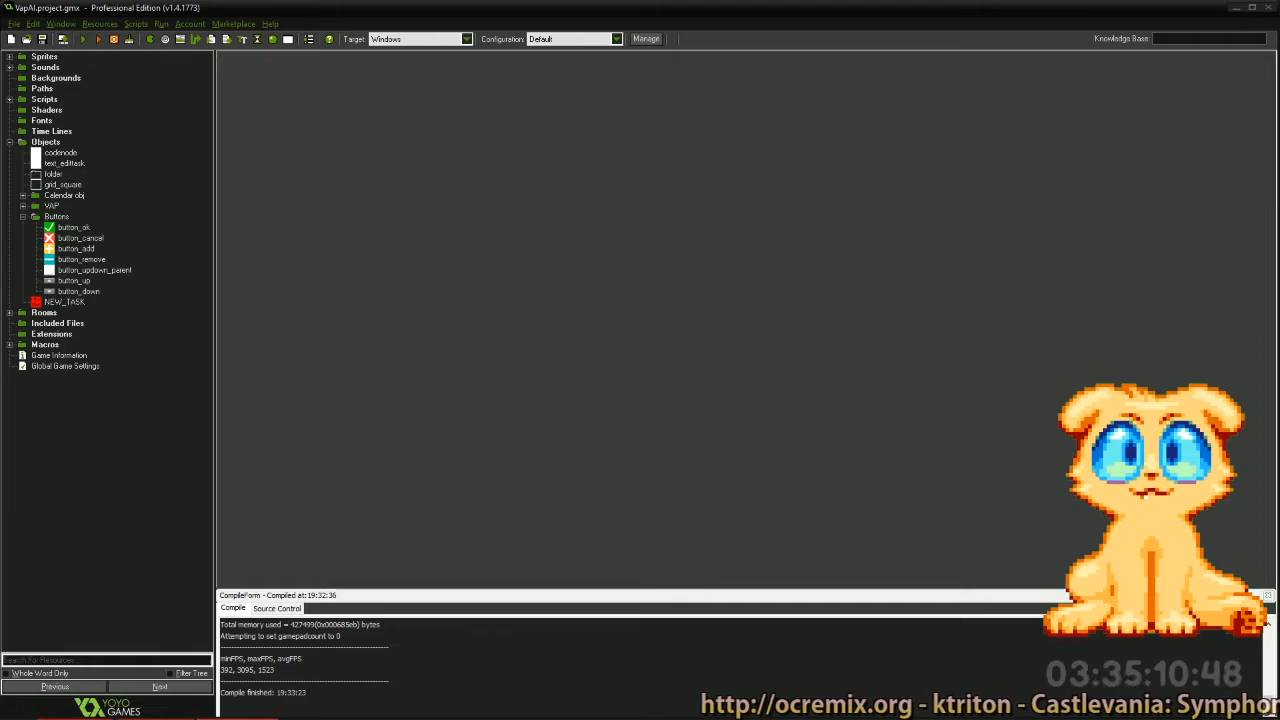 VapAI.project.gmx - Professional Edition (v1.4.1773)
File Edit Window Resources Scripts Run Account Marketplace Help
Target: Windows Configuration: Default Manage Knowledge Base:
Sprites
Sounds
Backgrounds
Paths
Scripts
Shaders
Fonts
Time Lines
Objects
codenode
text_edittask
folder
grid_square
Calendar obj
VAP
Buttons
button_ok
button_cancel
button_add
button_remove
button_updown_parent
button_up
button_down
NEW_TASK
Rooms
Included Files
Extensions
Macros
Game Information
Global Game Settings
Search For Resources
Whole Word Only Filter Tree
Previous Next
YOYO GAMES
CompileForm - Compiled at:19:32:36
Compile Source Control
Total memory used = 427499(0x000685eb) bytes
Attempting to set gamepadcount to 0
minFPS, maxFPS, avgFPS
392, 3095, 1523
Compile finished: 19:33:23
03:35:10:48
http://ocremix.org - ktriton - Castlevania: Symphor